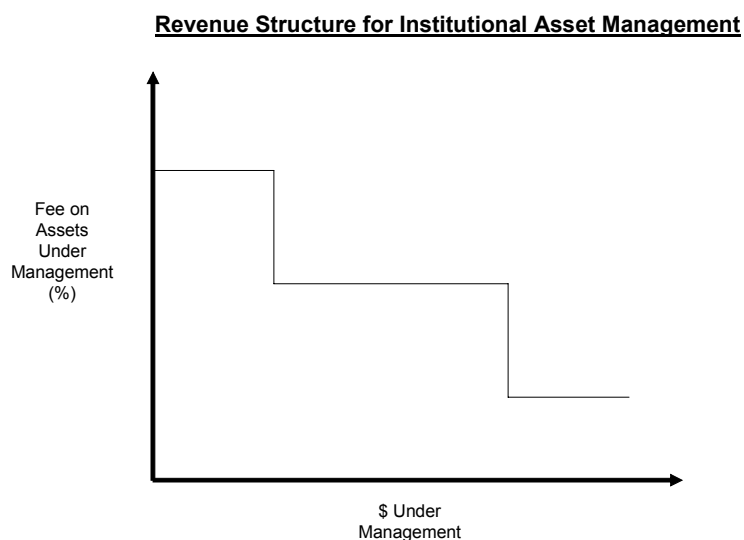 Revenue Structure for Institutional Asset Management
Fee on
Assets
Under
Management
(%)
$ Under
Management